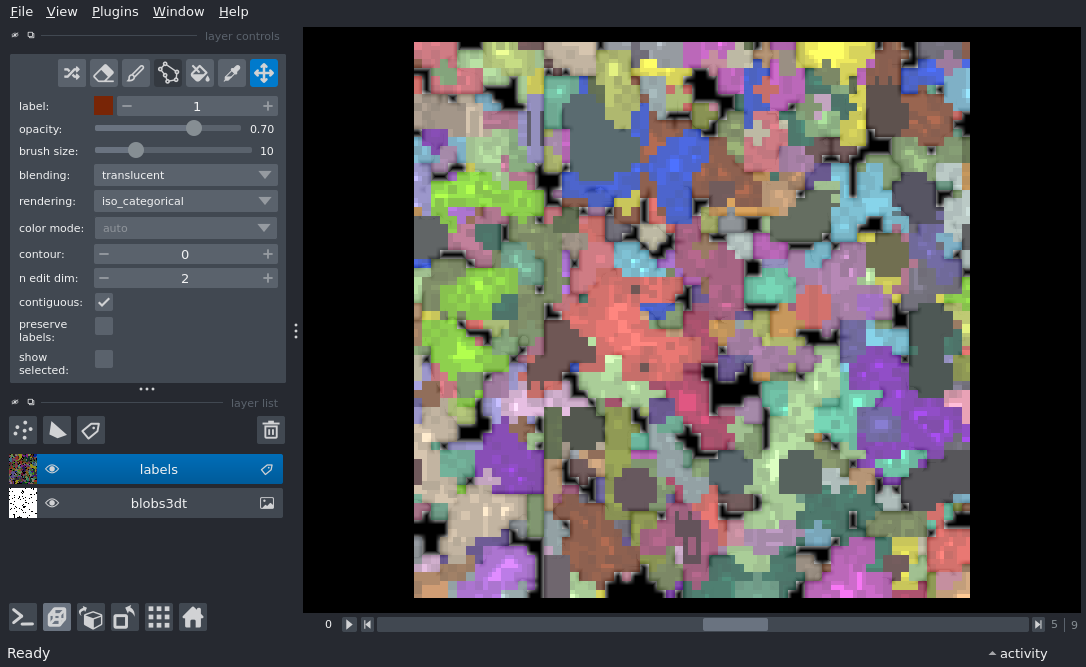 File View Plugins Window Help
layer controls
label: 1
opacity: 0.70
brush size: 10
blending: translucent
rendering: iso_categorical
color mode: auto
contour: 0
n edit dim: 2
contiguous:
preserve
labels:
show
selected:
layer list
labels
blobs3dt
0 5 9
Ready activity